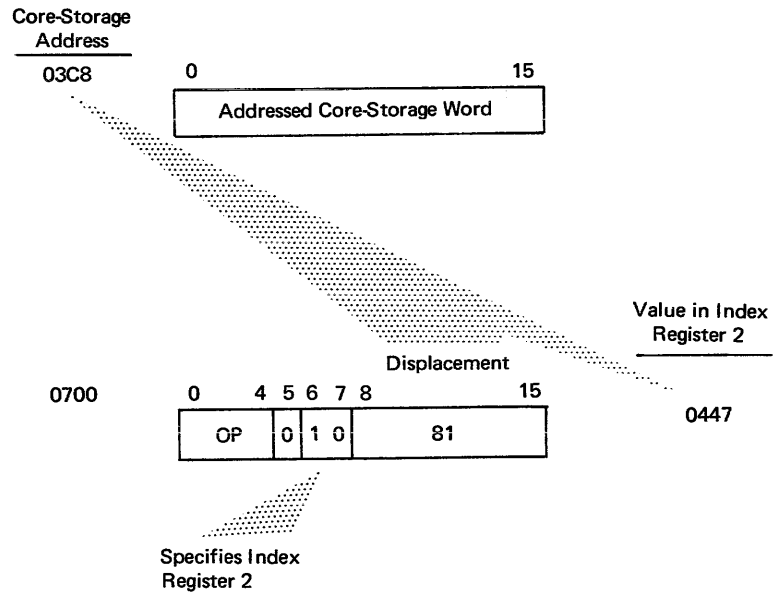 Core-Storage
Address
03C8
0 15
Addressed Core-Storage Word
Value in Index
Register 2
Displacement
0700
0 4 5 6 7 8 15
0447
OP 0 1 0 81
Specifies Index
Register 2